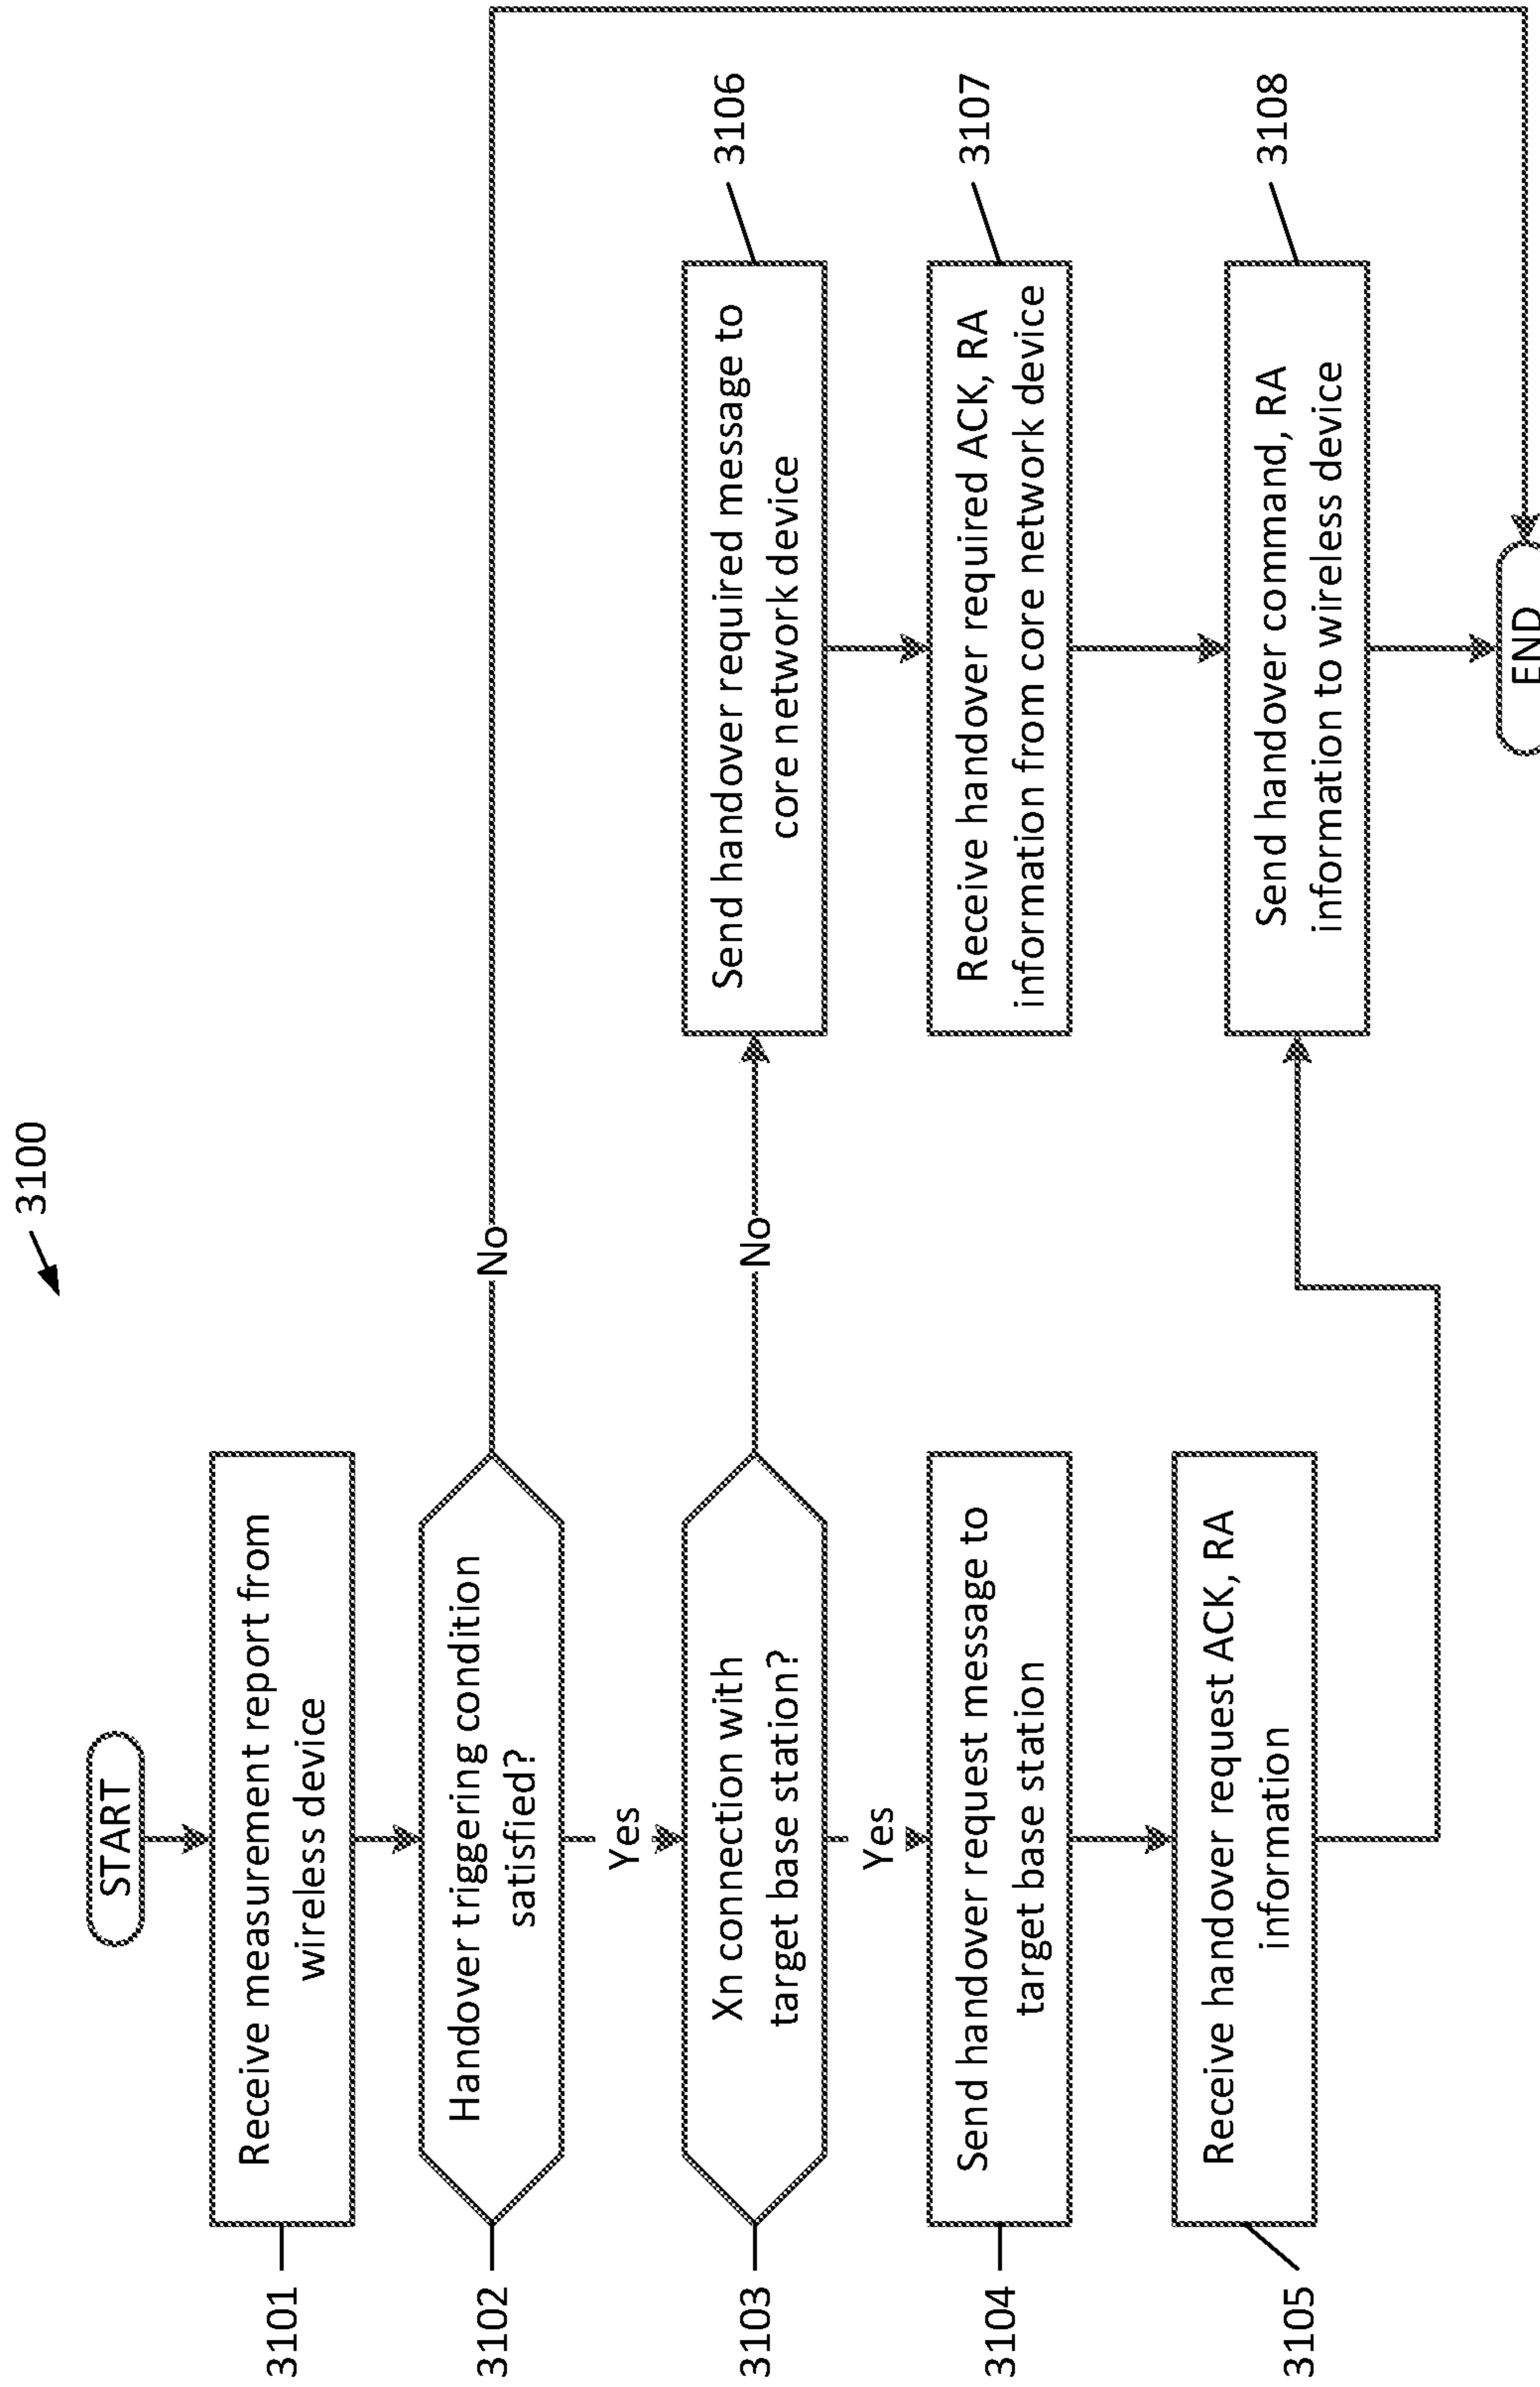 3100
START
3101
Receive measurement report from
wireless device
3102
Handover triggering condition
satisfied?
No
Yes
3103
Xn connection with
target base station?
No
Yes
3104
Send handover request message to
target base station
3105
Receive handover request ACK, RA
information
3106
Send handover required message to
core network device
3107
Receive handover required ACK, RA
information from core network device
3108
Send handover command, RA
information to wireless device
END